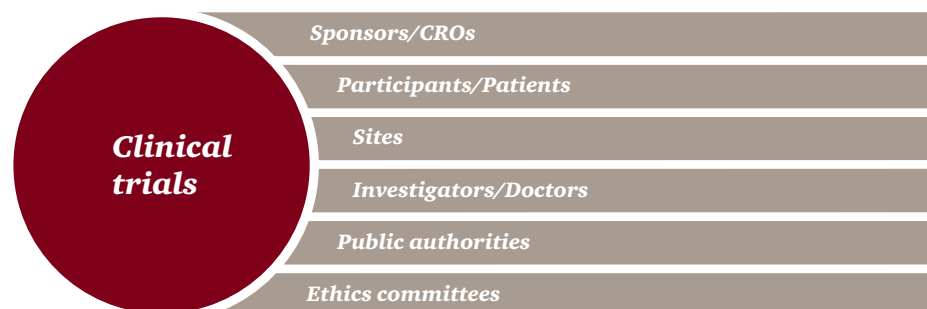 Clinical
trials
Sponsors/CROs
Participants/Patients
Sites
Investigators/Doctors
Public authorities
Ethics committees